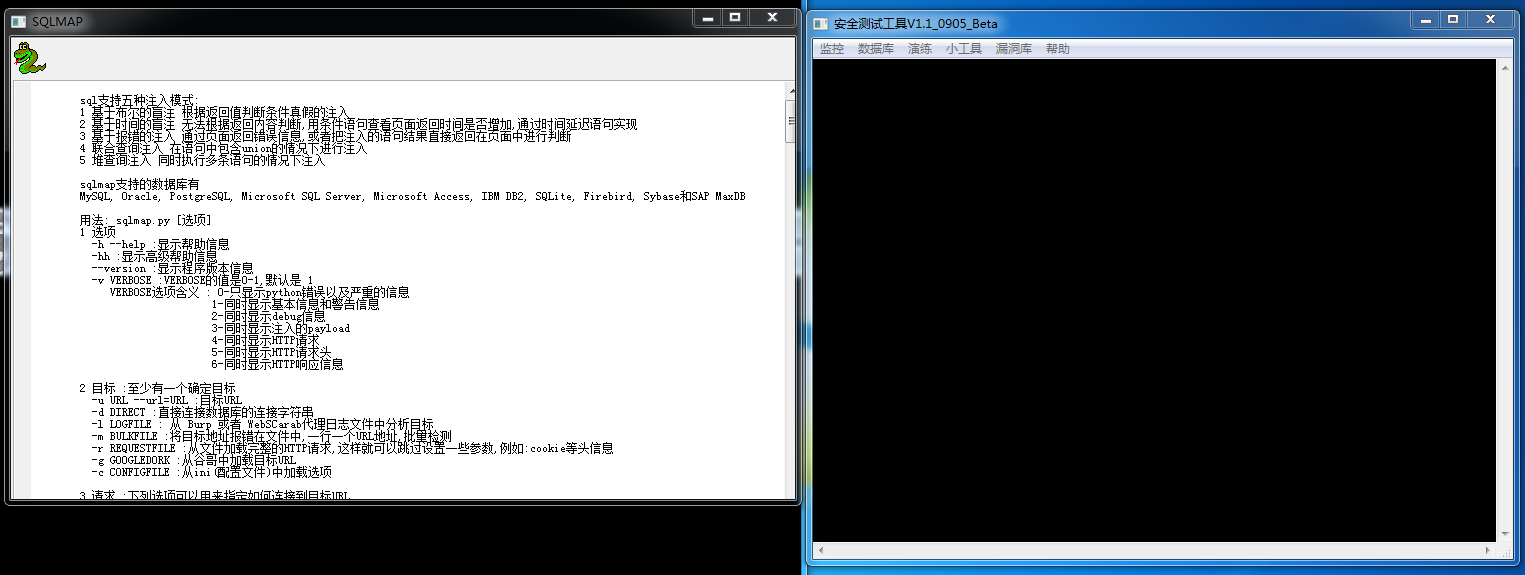 SQLMAP
sql支持五种注入模式:
1 基于布尔的盲注 根据返回值判断条件真假的注入
2 基于时间的盲注 无法根据返回内容判断,用条件语句查看页面返回时间是否增加,通过时间延迟语句实现
3 基于报错的注入 通过页面返回错误信息,或者把注入的语句结果直接返回在页面中进行判断
4 联合查询注入 在语句中包含union的情况下进行注入
5 堆查询注入 同时执行多条语句的情况下注入
sqlmap支持的数据库有
MySQL, Oracle, PostgreSQL, Microsoft SQL Server, Microsoft Access, IBM DB2, SQLite, Firebird, Sybase和SAP MaxDB
用法: sqlmap.py [选项]
1 选项
-h --help :显示帮助信息
-hh :显示高级帮助信息
--version :显示程序版本信息
-v VERBOSE :VERBOSE的值是0-1,默认是 1
VERBOSE选项含义 : 0-只显示python错误以及严重的信息
1-同时显示基本信息和警告信息
2-同时显示debug信息
3-同时显示注入的payload
4-同时显示HTTP请求
5-同时显示HTTP请求头
6-同时显示HTTP响应信息
2 目标 :至少有一个确定目标
-u URL --url=URL :目标URL
-d DIRECT :直接连接数据库的连接字符串
-l LOGFILE : 从 Burp 或者 WebSCarab代理日志文件中分析目标
-m BULKFILE :将目标地址报错在文件中,一行一个URL地址,批量检测
-r REQUESTFILE :从文件加载完整的HTTP请求,这样就可以跳过设置一些参数,例如:cookie等头信息
-g GOOGLEDORK :从谷哥中加载目标URL
-c CONFIGFILE :从ini(配置文件)中加载选项
3 请求 :下列选项可以用来指定如何连接到目标URL
安全测试工具V1.1_0905_Beta
监控 数据库 演练 小工具 漏洞库 帮助